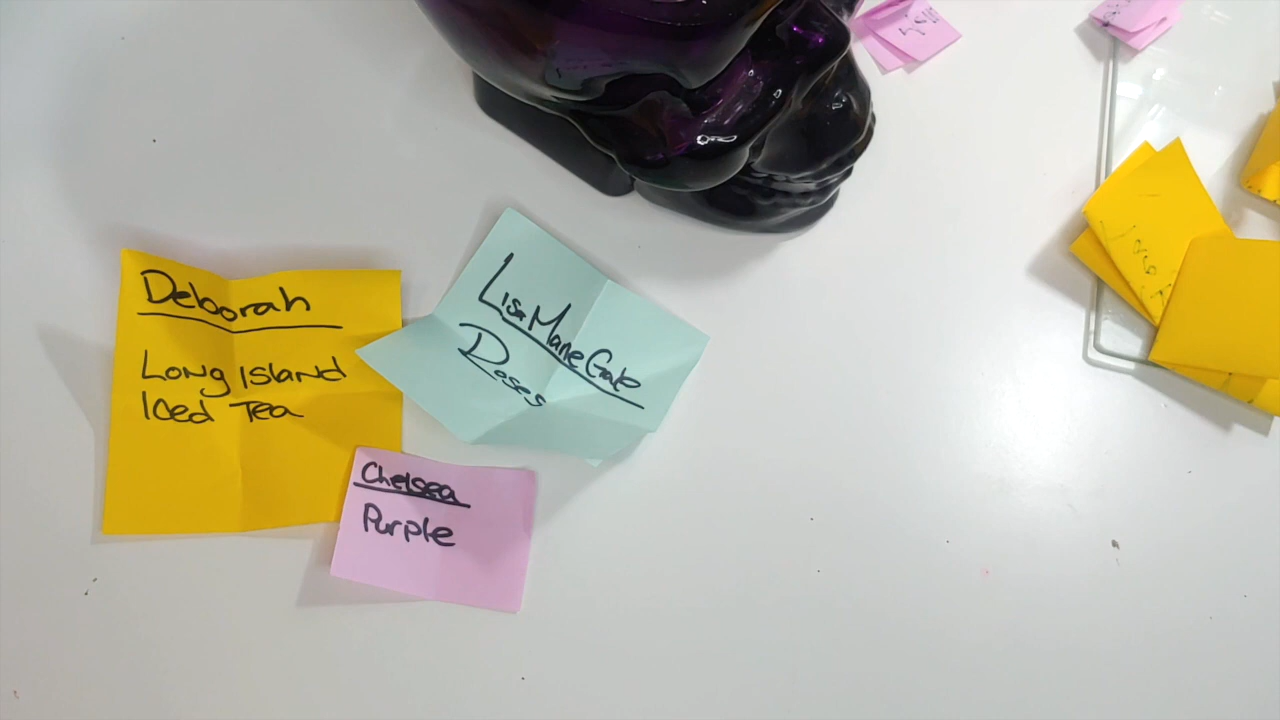 Deborah
Long Island
Iced Tea
Lisa Marie Gale
Roses
Chelsea
Purple